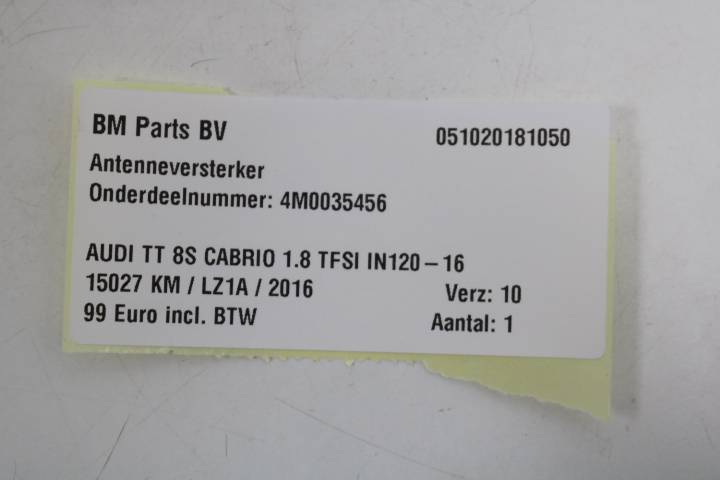 BM Parts BV 051020181050
Antenneversterker
Onderdeelnummer: 4M0035456
AUDI TT 8S CABRIO 1.8 TFSI IN120-16
15027 KM / LZ1A / 2016 Verz: 10
99 Euro incl. BTW Aantal: 1